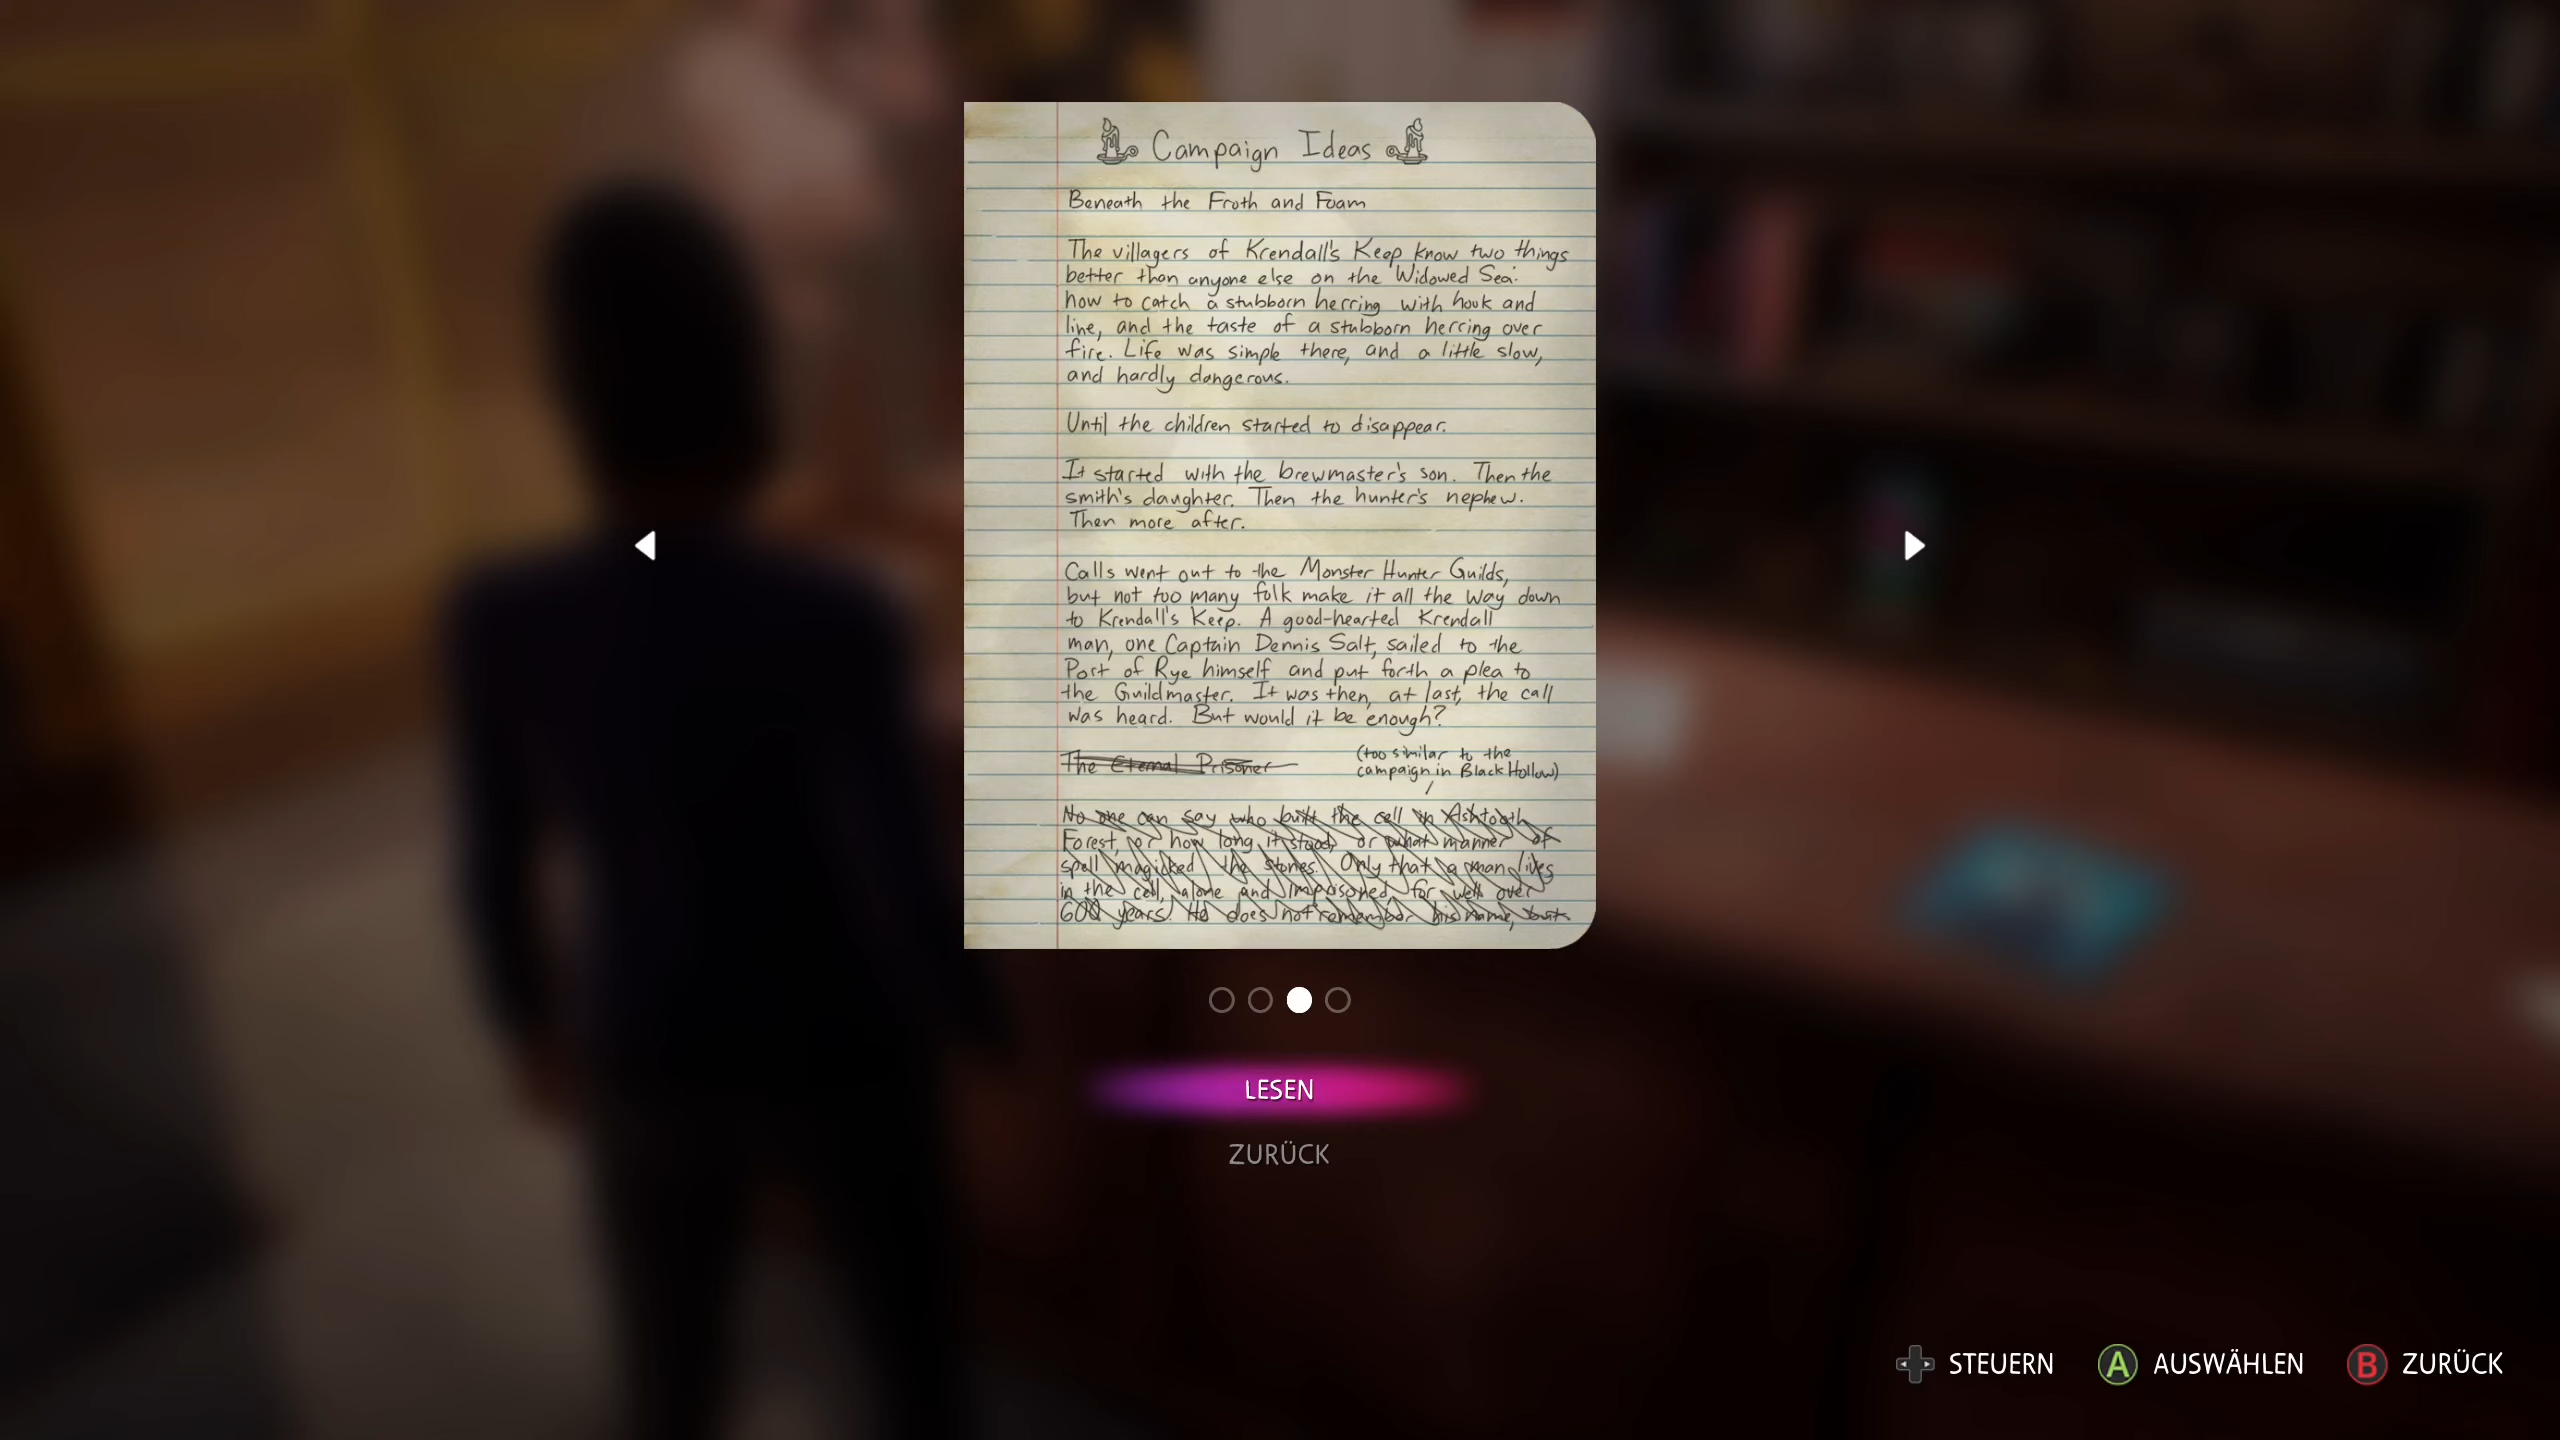 Campaign Ideas
Beneath the Froth and Foam
The villagers of Krendall's Keep know two things
better than anyone else on the Widowed Sea:
how to catch a stubborn herring with hook and
line, and the taste of a stubborn herring over
fire. Life was simple there, and a little slow,
and hardly dangerous.
Until the children started to disappear.
It started with the brewmaster's son. Then the
smith's daughter. Then the hunter's nephew.
Then more after.
Calls went out to the Monster Hunter Guilds,
but not too many folk make it all the way down
to Krendall's Keep. A good-hearted Krendall
man, one Captain Dennis Salt, sailed to the
Port of Rye himself and put forth a plea to
the Guildmaster. It was then, at last, the call
was heard. But would it be enough?
The Eternal Prisoner
(too similar to the
campaign in Black Hollow)
No one can say who built the cell in Ashtooth
Forest, or how long it stood, or what manner of
spell magicked the stones. Only that a man lives
in the cell, alone and imprisoned, for well over
600 years. He does not remember his name, but
LESEN
ZURÜCK
STEUERN
A AUSWÄHLEN
B ZURÜCK